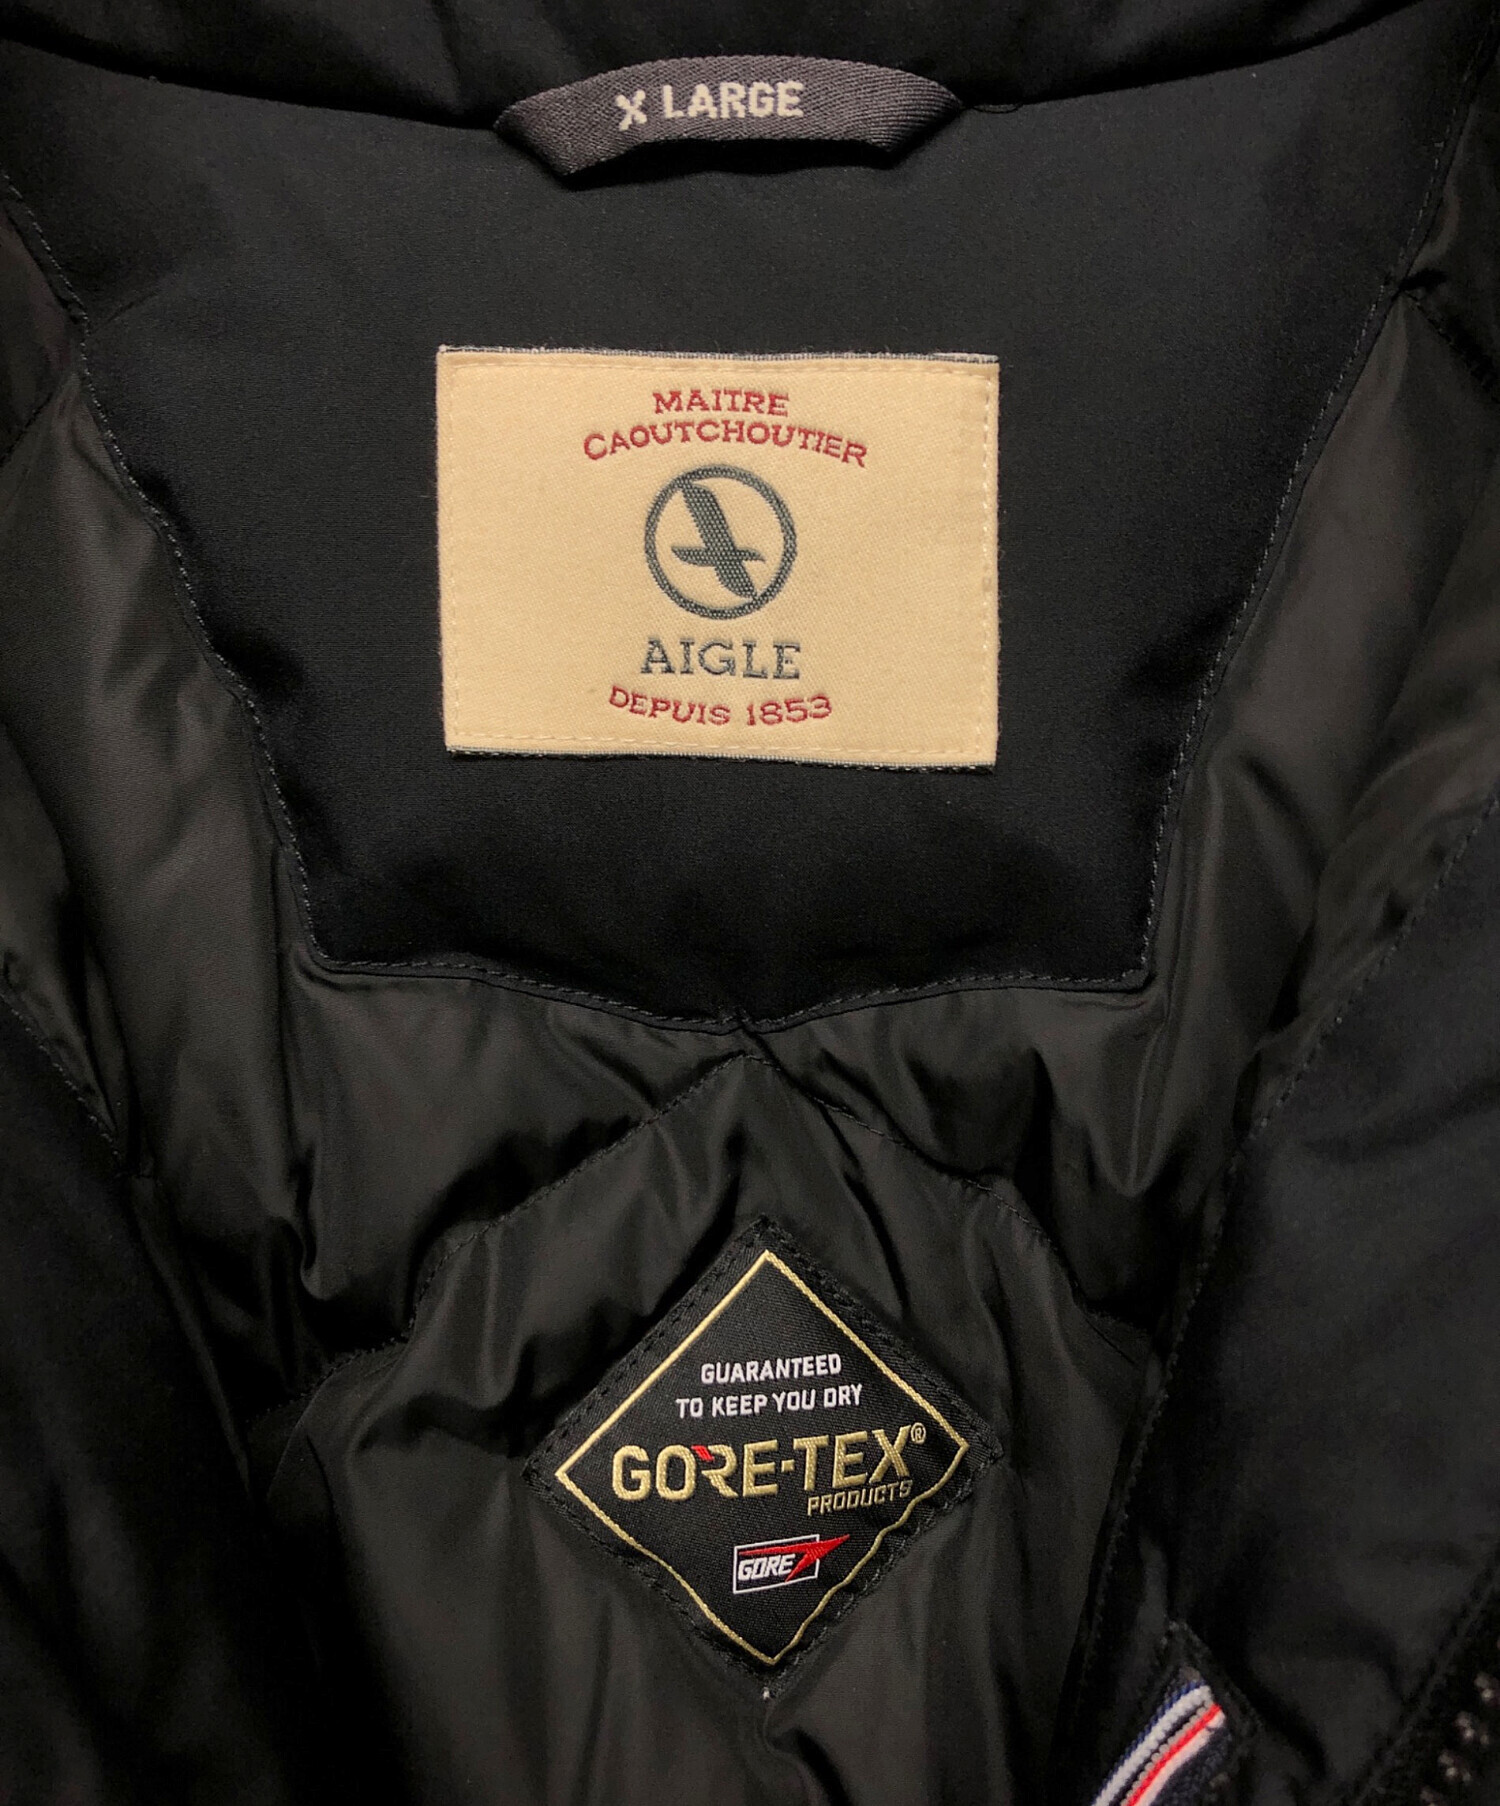 X LARGE
MAITRE
CAOUTCHOUTIER
AIGLE
DEPUIS 1853
GUARANTEED
TO KEEP YOU DRY
GORE-TEX®
PRODUCTS
GORE